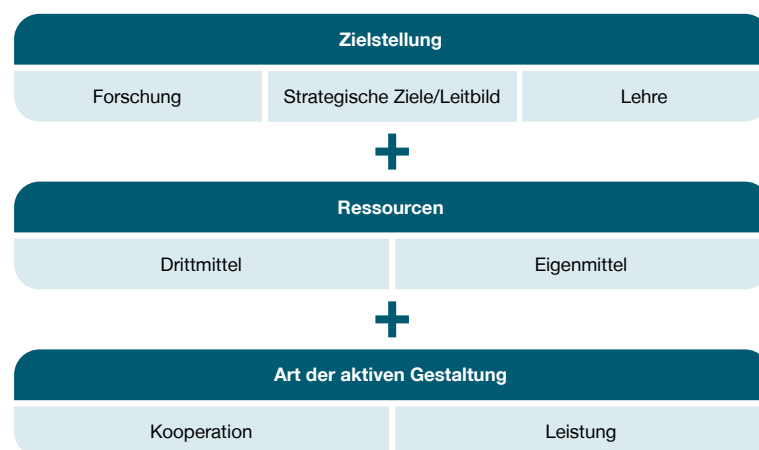 Zielstellung
Forschung Strategische Ziele/Leitbild Lehre
+
Ressourcen
Drittmittel Eigenmittel
+
Art der aktiven Gestaltung
Kooperation Leistung